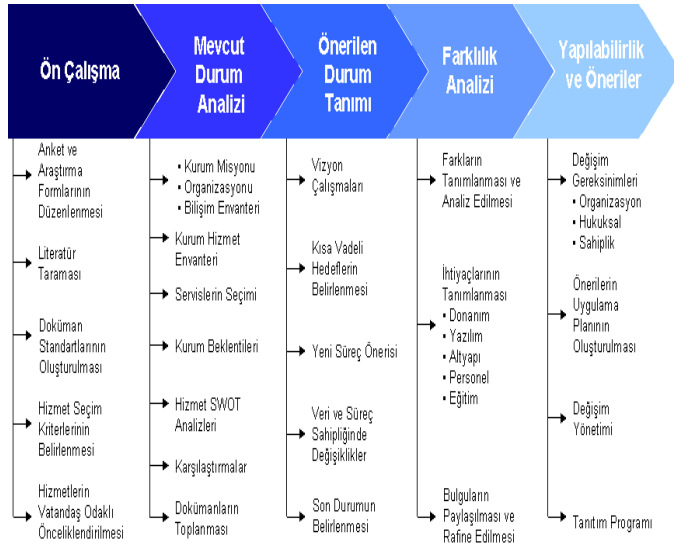 Ön Çalışma
Mevcut
Durum
Analizi
Önerilen
Durum
Tanımı
Farklılık
Analizi
Yapılabilirlik
ve Öneriler
Anket ve
Araştırma
Formlarının
Düzenlenmesi
Literatür
Taraması
Doküman
Standartlarının
Oluşturulması
Hizmet Seçim
Kriterlerinin
Belirlenmesi
Hizmetlerin
Vatandaş Odaklı
Önceliklendirilmesi
▪ Kurum Misyonu
▪ Organizasyonu
▪ Bilişim Envanteri
Kurum Hizmet
Envanteri
Servislerin Seçimi
Kurum Beklentileri
Hizmet SWOT
Analizleri
Karşılaştırmalar
Dokümanların
Toplanması
Vizyon
Çalışmaları
Kısa Vadeli
Hedeflerin
Belirlenmesi
Yeni Süreç Önerisi
Veri ve Süreç
Sahipliğinde
Değişiklikler
Son Durumun
Belirlenmesi
Farkların
Tanımlanması ve
Analiz Edilmesi
İhtiyaçlarının
Tanımlanması
▪ Donanım
▪ Yazılım
▪ Altyapı
▪ Personel
▪ Eğitim
Bulguların
Paylaşılması ve
Rafine Edilmesi
Değişim
Gereksinimleri
▪ Organizasyon
▪ Hukuksal
▪ Sahiplik
Önerilerin
Uygulama
Planının
Oluşturulması
Değişim
Yönetimi
Tanıtım Programı